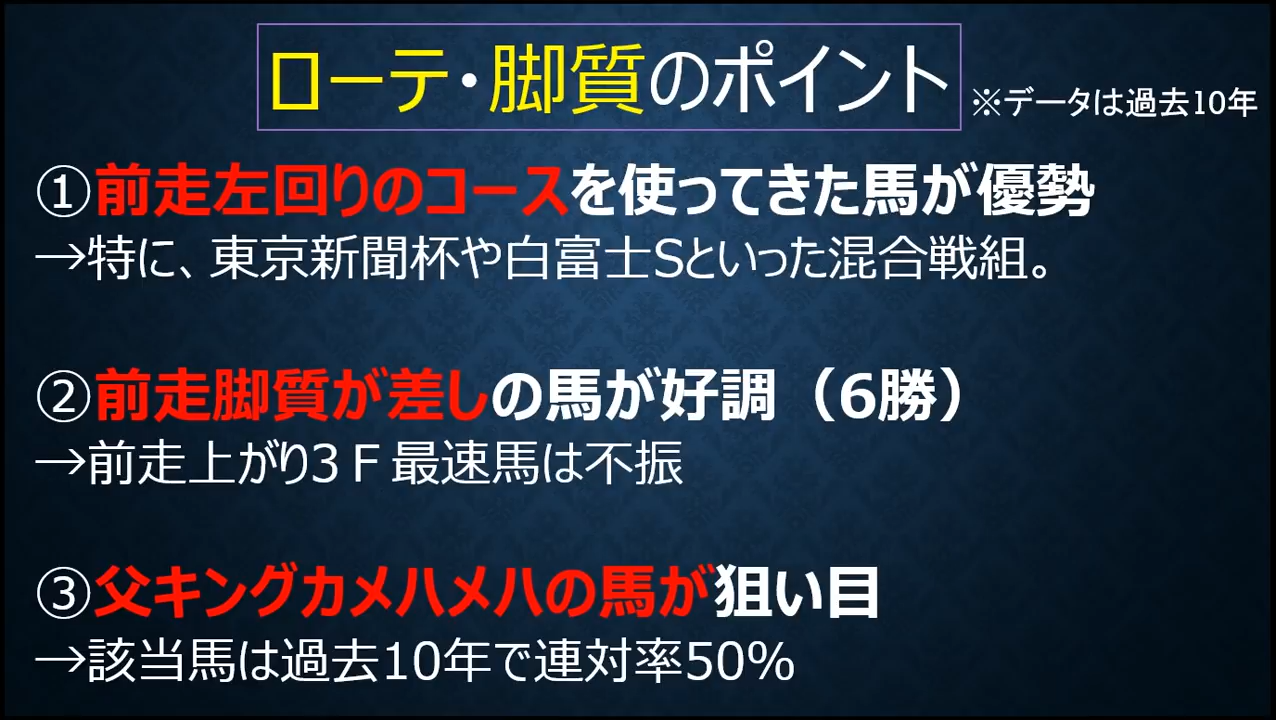 ローテ・脚質のポイント ※データは過去10年
①前走左回りのコースを使ってきた馬が優勢
→特に、東京新聞杯や白富士Sといった混合戦組。
②前走脚質が差しの馬が好調（6勝）
→前走上がり3Ｆ最速馬は不振
③父キングカメハメハの馬が狙い目
→該当馬は過去10年で連対率50%